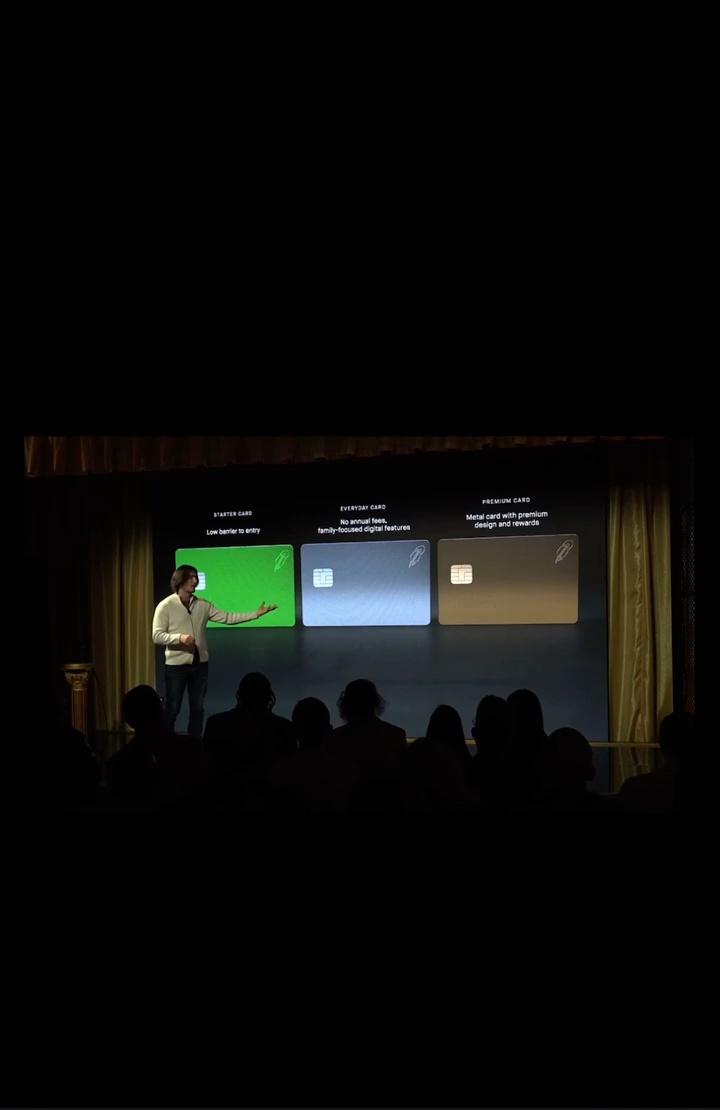 STARTER CARD
Low barrier to entry
EVERYDAY CARD
No annual fees,
family-focused digital features
PREMIUM CARD
Metal card with premium
design and rewards